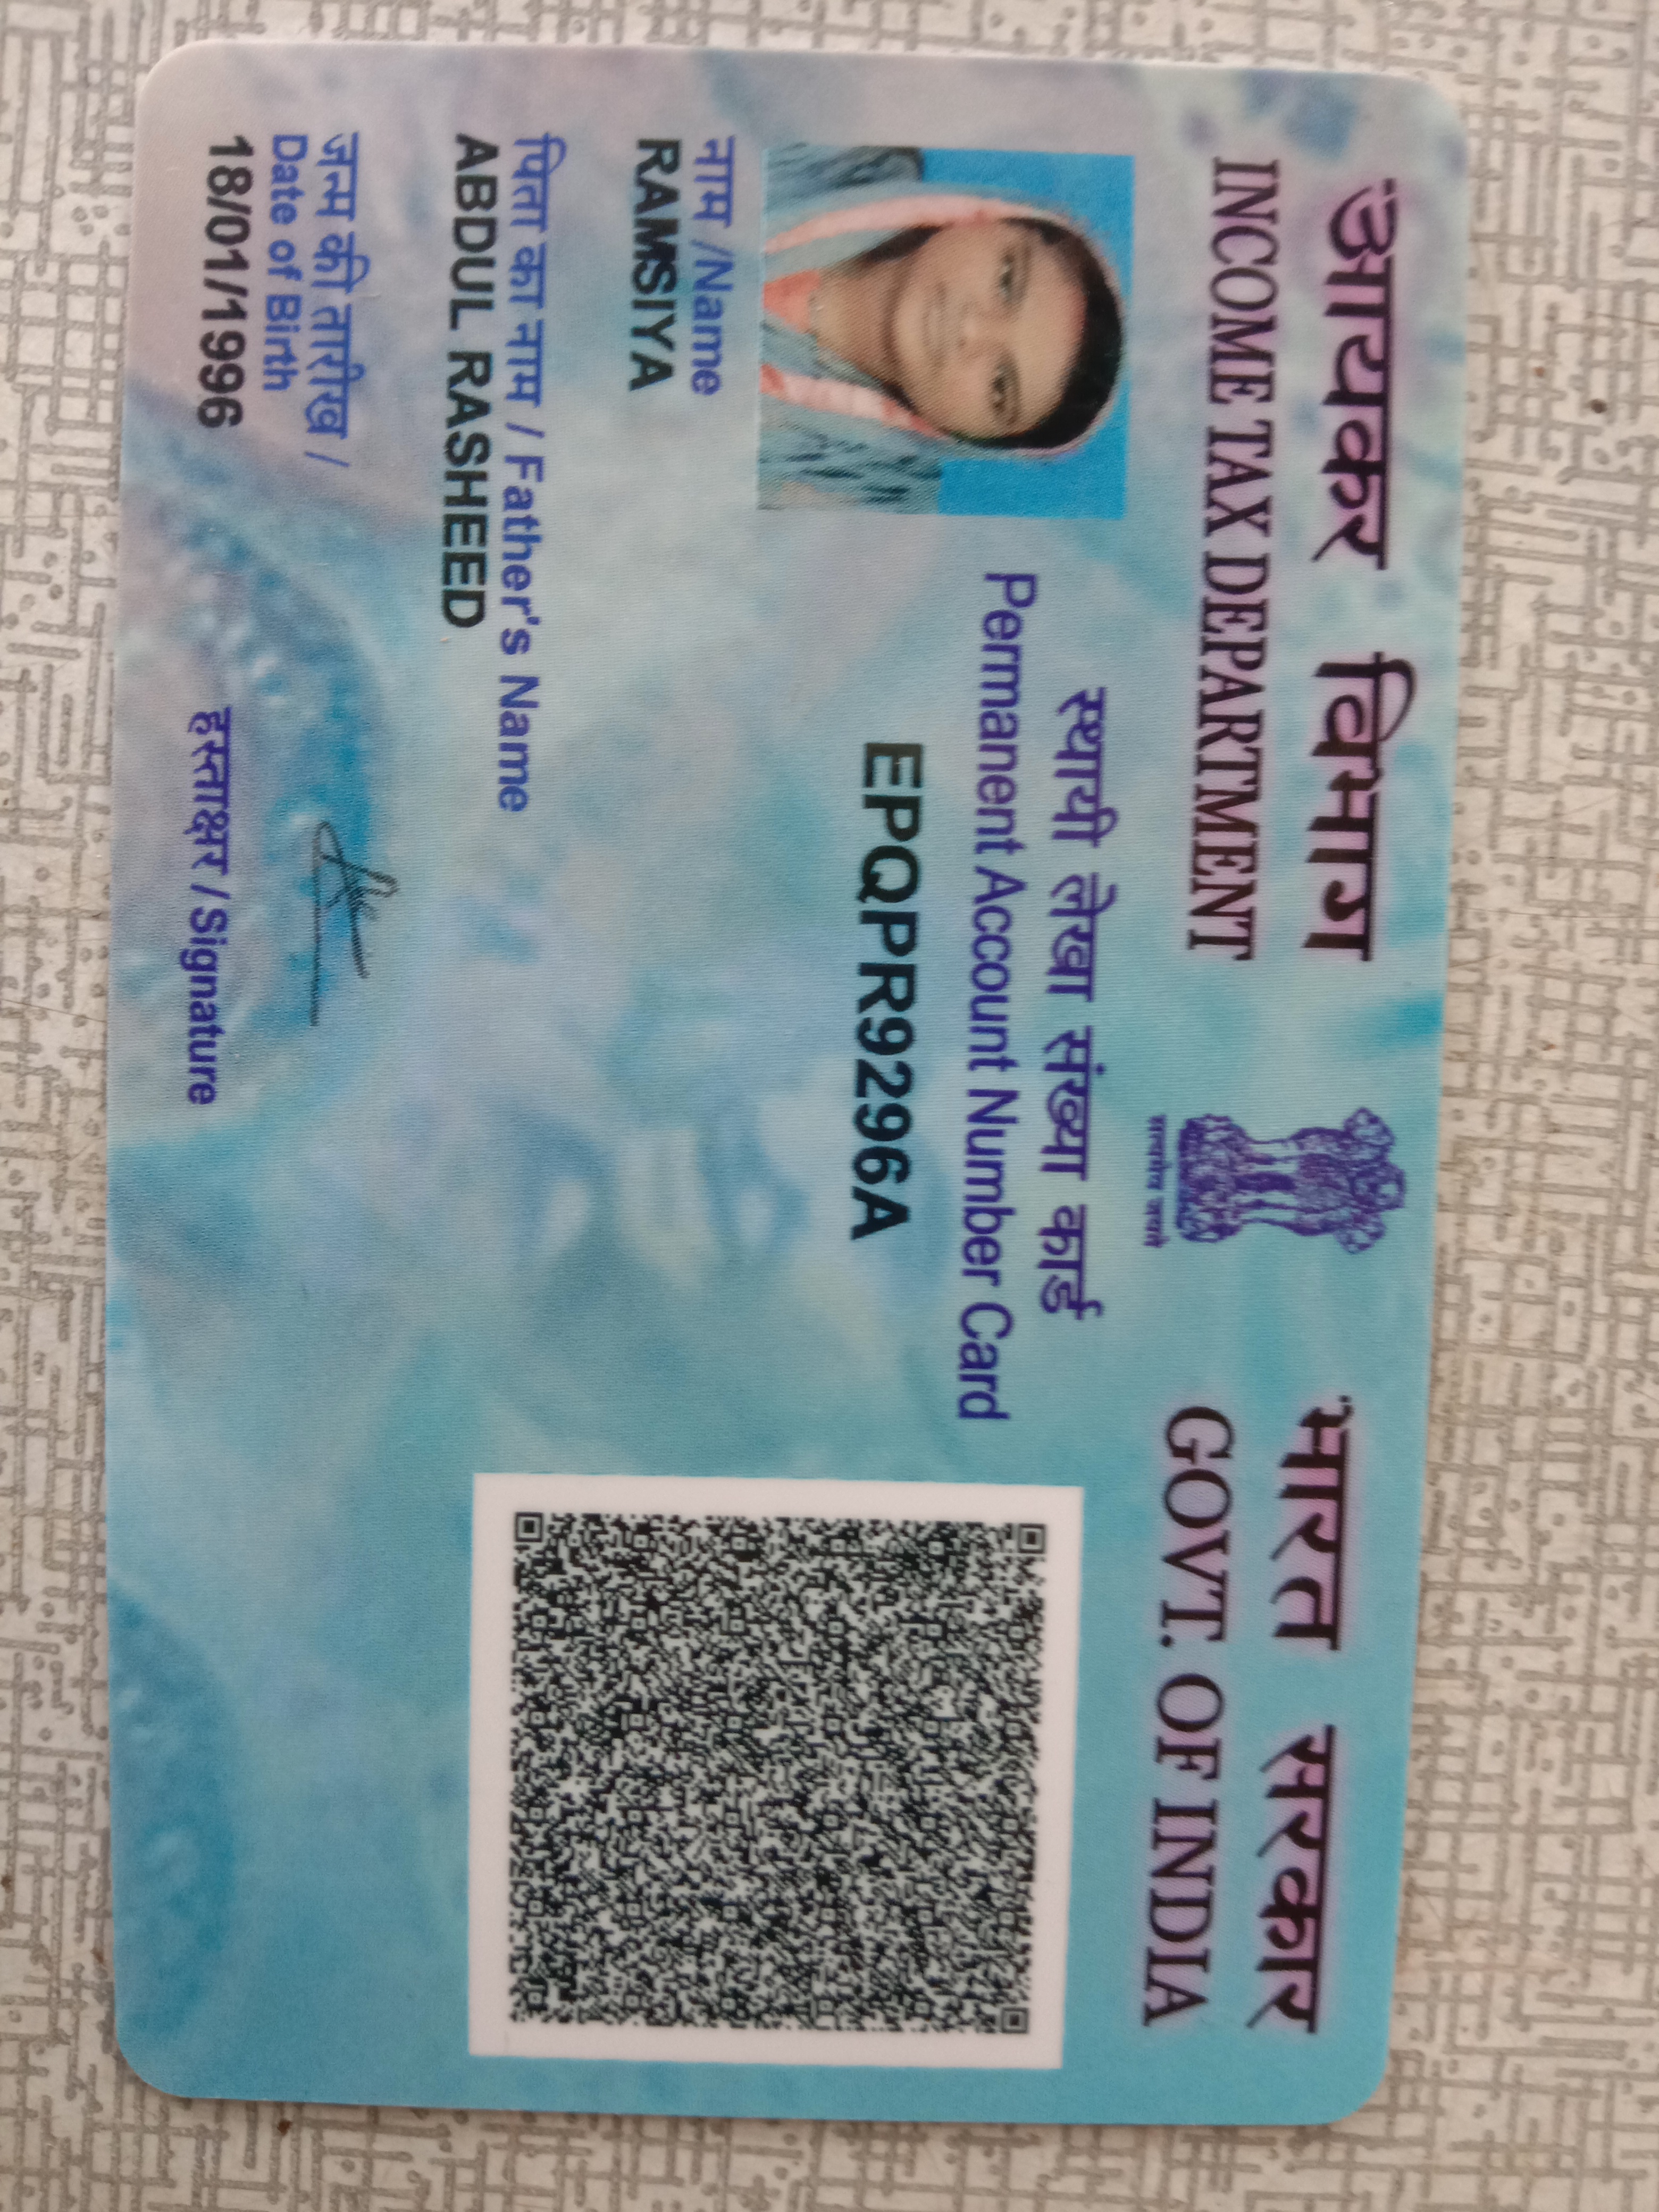 आयकर विभाग
INCOME TAX DEPARTMENT
सत्यमेव जयते
भारत सरकार
GOVT. OF INDIA
स्थायी लेखा संख्या कार्ड
Permanent Account Number Card
EPQPR9296A
नाम /Name
RAMSIYA
पिता का नाम / Father's Name
ABDUL RASHEED
जन्म की तारीख /
Date of Birth
18/01/1996
हस्ताक्षर / Signature